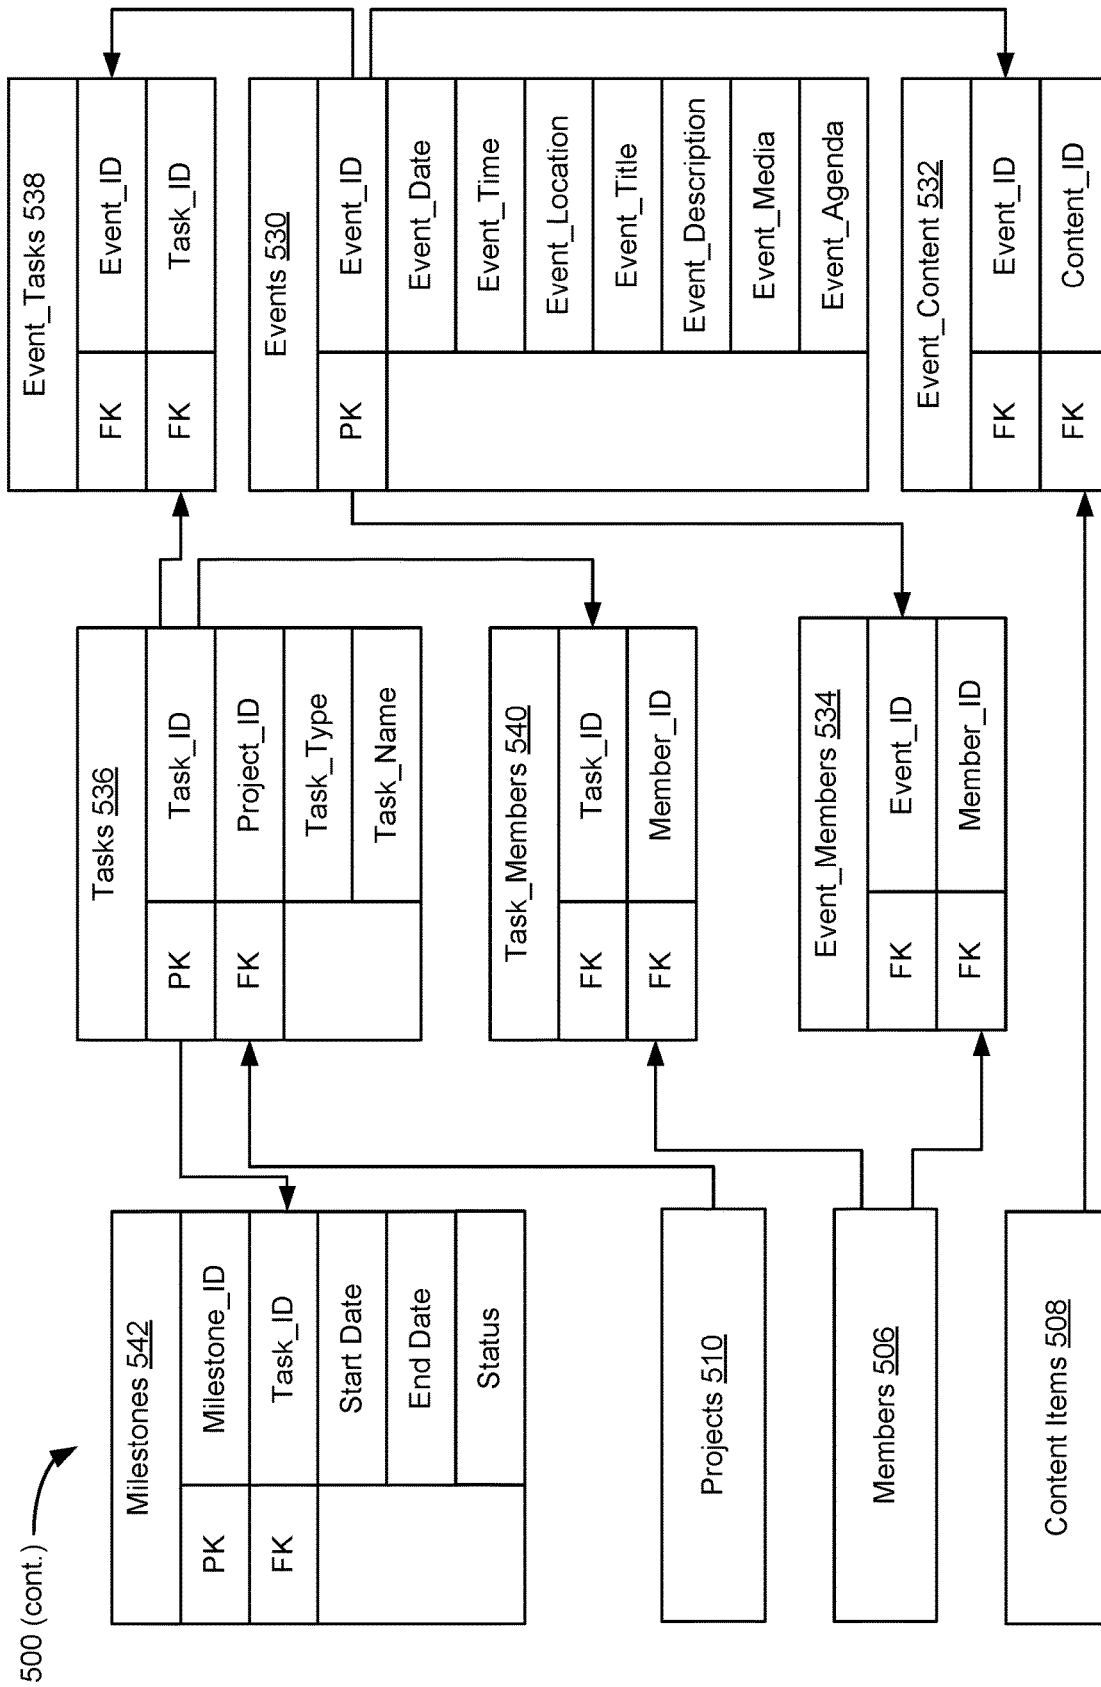 500 (cont.)
Milestones 542
PK Milestone_ID
FK Task_ID
Start Date
End Date
Status
Projects 510
Members 506
Content Items 508
Tasks 536
PK Task_ID
FK Project_ID
Task_Type
Task_Name
Task_Members 540
FK Task_ID
FK Member_ID
Event_Members 534
FK Event_ID
FK Member_ID
Event_Tasks 538
FK Event_ID
FK Task_ID
Events 530
PK Event_ID
Event_Date
Event_Time
Event_Location
Event_Title
Event_Description
Event_Media
Event_Agenda
Event_Content 532
FK Event_ID
FK Content_ID